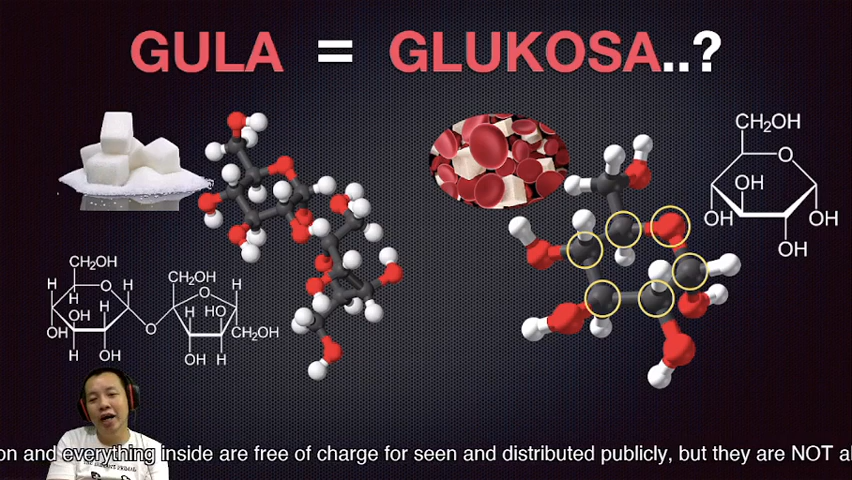 GULA = GLUKOSA..?
CH₂OH
O
OH
OH
OH
OH
CH₂OH
H
O
H
H
H
OH
OH
H
OH
O
CH₂OH
O
H
H
HO
CH₂OH
OH
H
on and everything inside are free of charge for seen and distributed publicly, but they are NOT al